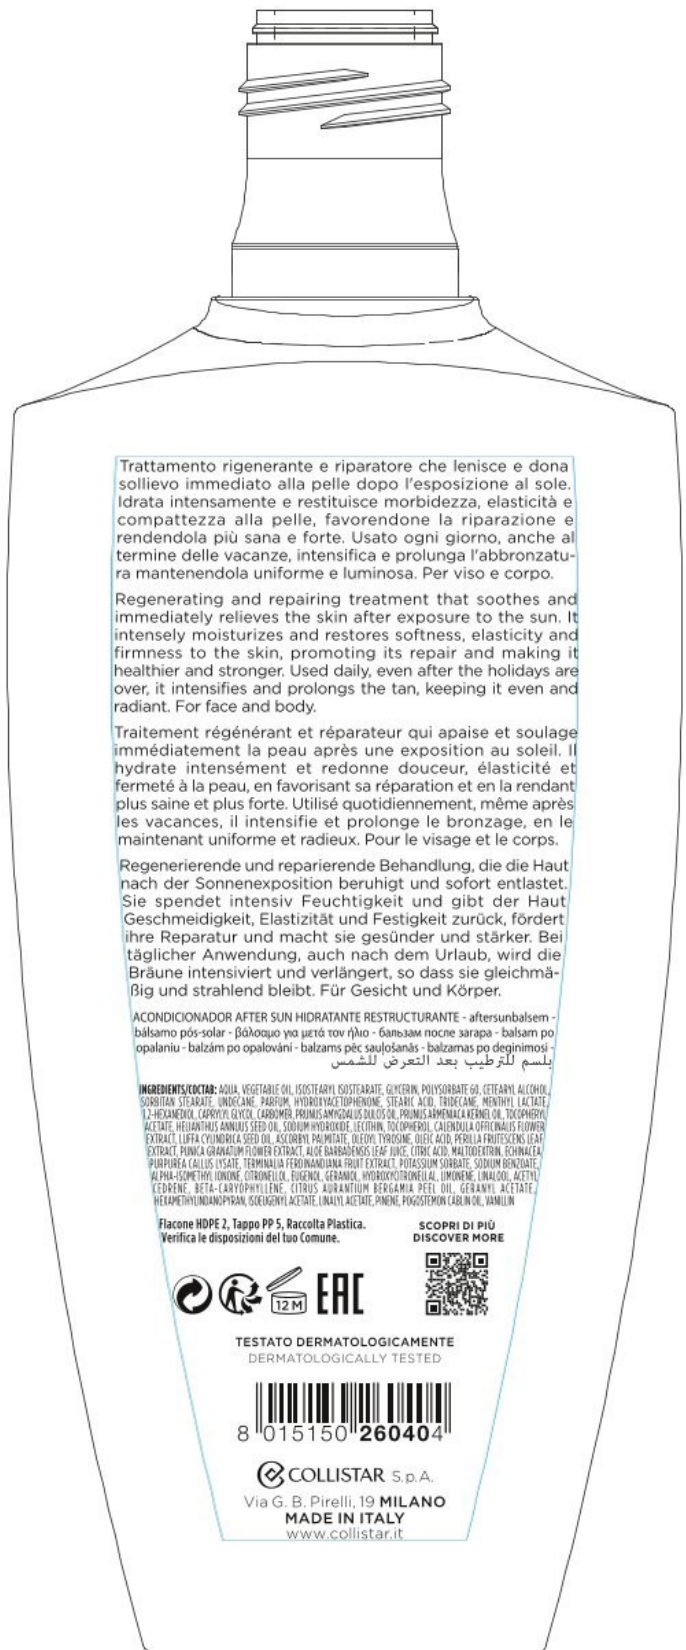 Trattamento rigenerante e riparatore che lenisce e dona
sollievo immediato alla pelle dopo l'esposizione al sole.
Idrata intensamente e restituisce morbidezza, elasticità e
compattezza alla pelle, favorendone la riparazione e
rendendola più sana e forte. Usato ogni giorno, anche al
termine delle vacanze, intensifica e prolunga l'abbronzatu-
ra mantenendola uniforme e luminosa. Per viso e corpo.
Regenerating and repairing treatment that soothes and
immediately relieves the skin after exposure to the sun. It
intensely moisturizes and restores softness, elasticity and
firmness to the skin, promoting its repair and making it
healthier and stronger. Used daily, even after the holidays are
over, it intensifies and prolongs the tan, keeping it even and
radiant. For face and body.
Traitement régénérant et réparateur qui apaise et soulage
immédiatement la peau après une exposition au soleil. Il
hydrate intensément et redonne douceur, élasticité et
fermeté à la peau, en favorisant sa réparation et en la rendant
plus saine et plus forte. Utilisé quotidiennement, même après
les vacances, il intensifie et prolonge le bronzage, en le
maintenant uniforme et radieux. Pour le visage et le corps.
Regenerierende und reparierende Behandlung, die die Haut
nach der Sonnenexposition beruhigt und sofort entlastet.
Sie spendet intensiv Feuchtigkeit und gibt der Haut
Geschmeidigkeit, Elastizität und Festigkeit zurück, fördert
ihre Reparatur und macht sie gesünder und stärker. Bei
täglicher Anwendung, auch nach dem Urlaub, wird die
Bräune intensiviert und verlängert, so dass sie gleichmä-
ßig und strahlend bleibt. Für Gesicht und Körper.
ACONDICIONADOR AFTER SUN HIDRATANTE RESTRUCTURANTE - aftersunbalsem -
bálsamo pós-solar - βάλσαμο για μετά τον ήλιο - бальзам после загара - balsam po
opalaniu - balzám po opalování - balzams pēc sauļošanās - balzamas po deginimosi -
بلسم للترطيب بعد التعرض للشمس
INGREDIENTS/СОСТАВ: AQUA, VEGETABLE OIL, ISOSTEARYL ISOSTEARATE, GLYCERIN, POLYSORBATE 60, CETEARYL ALCOHOL,
SORBITAN STEARATE, UNDECANE, PARFUM, HYDROXYACETOPHENONE, STEARIC ACID, TRIDECANE, MENTHYL LACTATE,
1,2-HEXANEDIOL, CAPRYLYL GLYCOL, CARBOMER, PRUNUS AMYGDALUS DULCIS OIL, PRUNUS ARMENIACA KERNEL OIL, TOCOPHERYL
ACETATE, HELIANTHUS ANNUUS SEED OIL, SODIUM HYDROXIDE, LECITHIN, TOCOPHEROL, CALENDULA OFFICINALIS FLOWER
EXTRACT, LUFFA CYLINDRICA SEED OIL, ASCORBYL PALMITATE, OLEOYL TYROSINE, OLEIC ACID, PERILLA FRUTESCENS LEAF
EXTRACT, PUNICA GRANATUM FLOWER EXTRACT, ALOE BARBADENSIS LEAF JUICE, CITRIC ACID, MALTODEXTRIN, ECHINACEA
PURPUREA CALLUS LYSATE, TERMINALIA FERDINANDIANA FRUIT EXTRACT, POTASSIUM SORBATE, SODIUM BENZOATE,
ALPHA-ISOMETHYL IONONE, CITRONELLOL, EUGENOL, GERANIOL, HYDROXYCITRONELLAL, LIMONENE, LINALOOL, ACETYL
CEDRENE, BETA-CARYOPHYLLENE, CITRUS AURANTIUM BERGAMIA PEEL OIL, GERANYL ACETATE,
HEXAMETHYLINDANOPYRAN, ISOEUGENYL ACETATE, LINALYL ACETATE, PINENE, POGOSTEMON CABLIN OIL, VANILLIN
Flacone HDPE 2, Tappo PP 5, Raccolta Plastica.
Verifica le disposizioni del tuo Comune.
SCOPRI DI PIÙ
DISCOVER MORE
12 M
EAC
TESTATO DERMATOLOGICAMENTE
DERMATOLOGICALLY TESTED
8 015150 260404
COLLISTAR S.p.A.
Via G. B. Pirelli, 19 MILANO
MADE IN ITALY
www.collistar.it